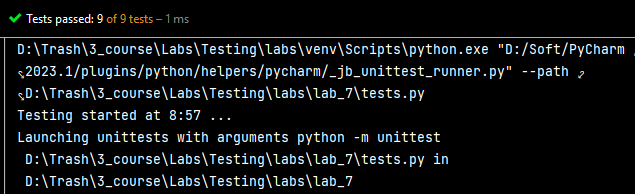 Tests passed: 9 of 9 tests – 1 ms
D:\Trash\3_course\Labs\Testing\labs\venv\Scripts\python.exe "D:/Soft/PyCharm
2023.1/plugins/python/helpers/pycharm/_jb_unittest_runner.py" --path
D:\Trash\3_course\Labs\Testing\labs\lab_7\tests.py
Testing started at 8:57 ...
Launching unittests with arguments python -m unittest
D:\Trash\3_course\Labs\Testing\labs\lab_7\tests.py in
D:\Trash\3_course\Labs\Testing\labs\lab_7